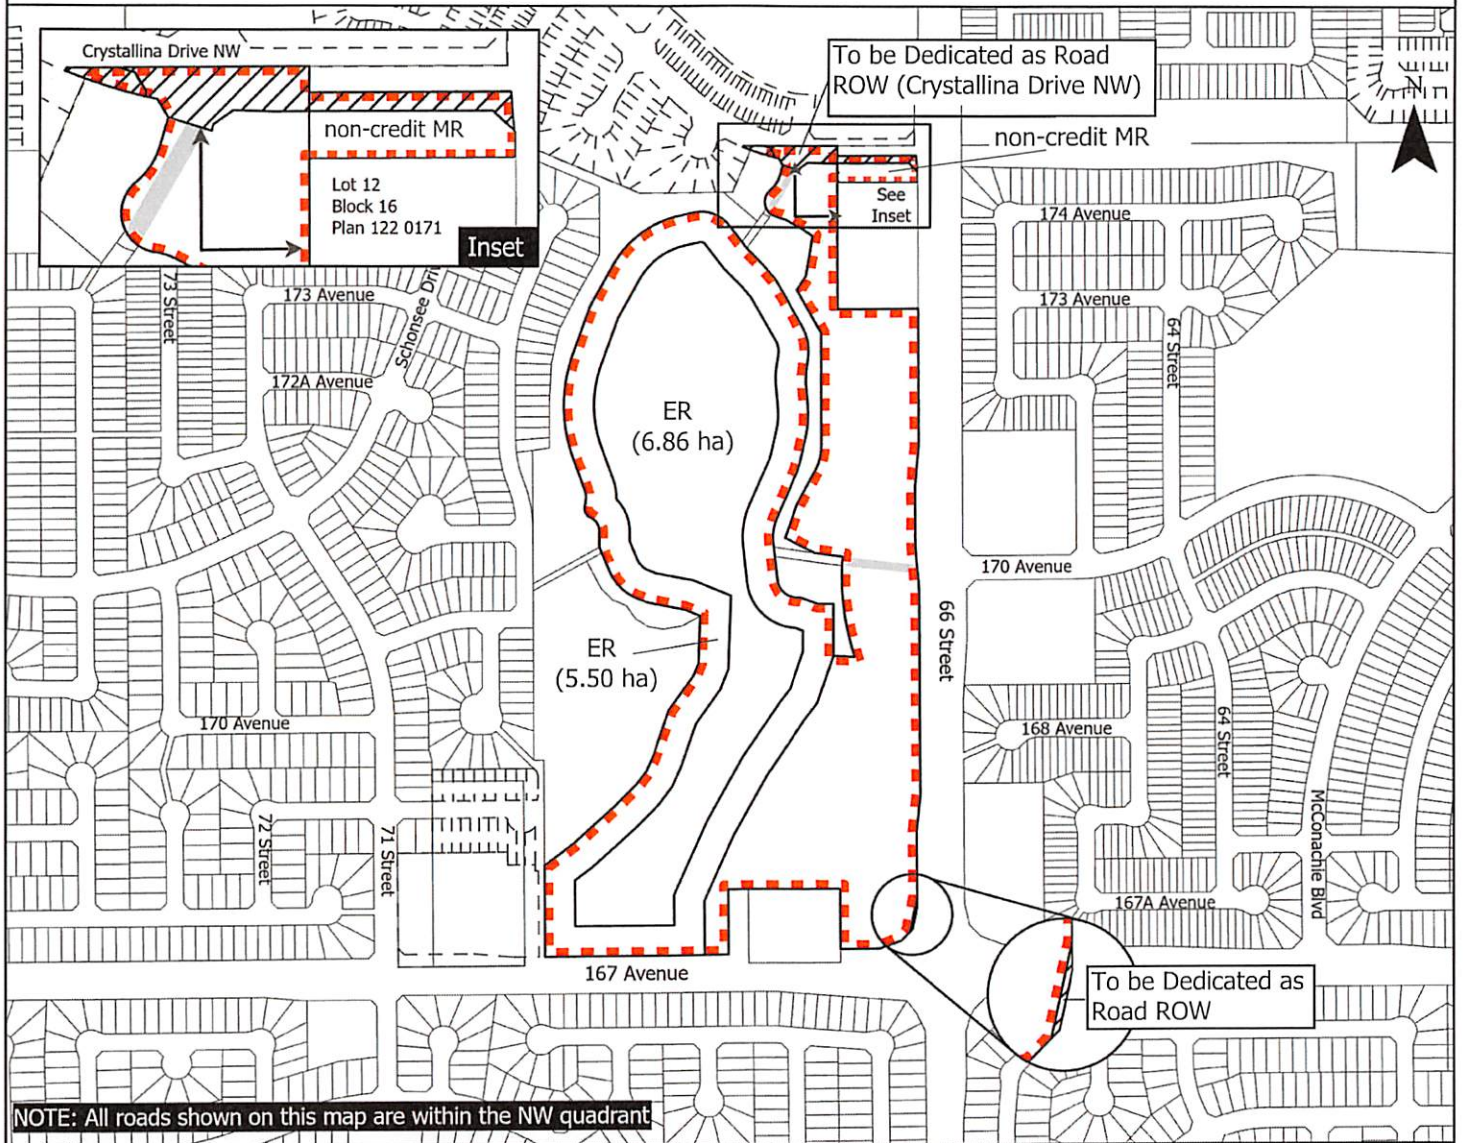 Crystallina Drive NW
non-credit MR
Lot 12
Block 16
Plan 122 0171
Inset
To be Dedicated as Road
ROW (Crystallina Drive NW)
N
non-credit MR
See
Inset
174 Avenue
173 Avenue
64 Street
73 Street
173 Avenue
Schonsee Driv
172A Avenue
ER
(6.86 ha)
170 Avenue
66 Street
ER
(5.50 ha)
170 Avenue
168 Avenue
64 Street
McConachie Blvd
72 Street
71 Street
167A Avenue
167 Avenue
To be Dedicated as
Road ROW
NOTE: All roads shown on this map are within the NW quadrant